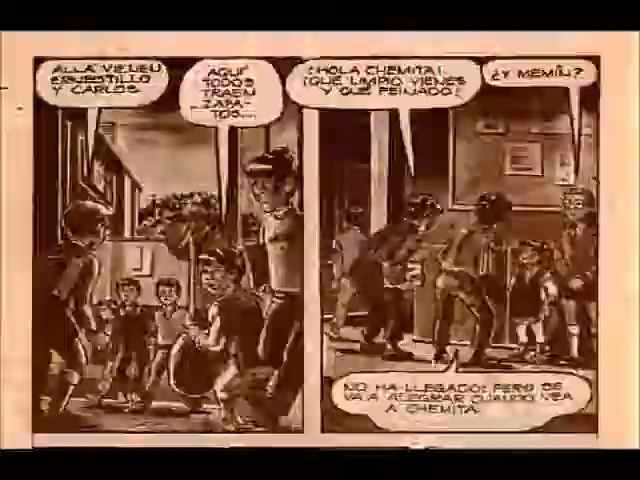 ALLÁ VIENEN
ERNESTILLO
Y CARLOS.
AQUÍ
TODOS
TRAEN
ZAPA-
TOS...
¡HOLA CHEMITA!
¡QUÉ LIMPIO VIENES
Y QUÉ PEINADO!
¿Y MEMÍN?
NO HA LLEGADO! PERO SE
VA A ALEGRAR CUANDO VEA
A CHEMITA.